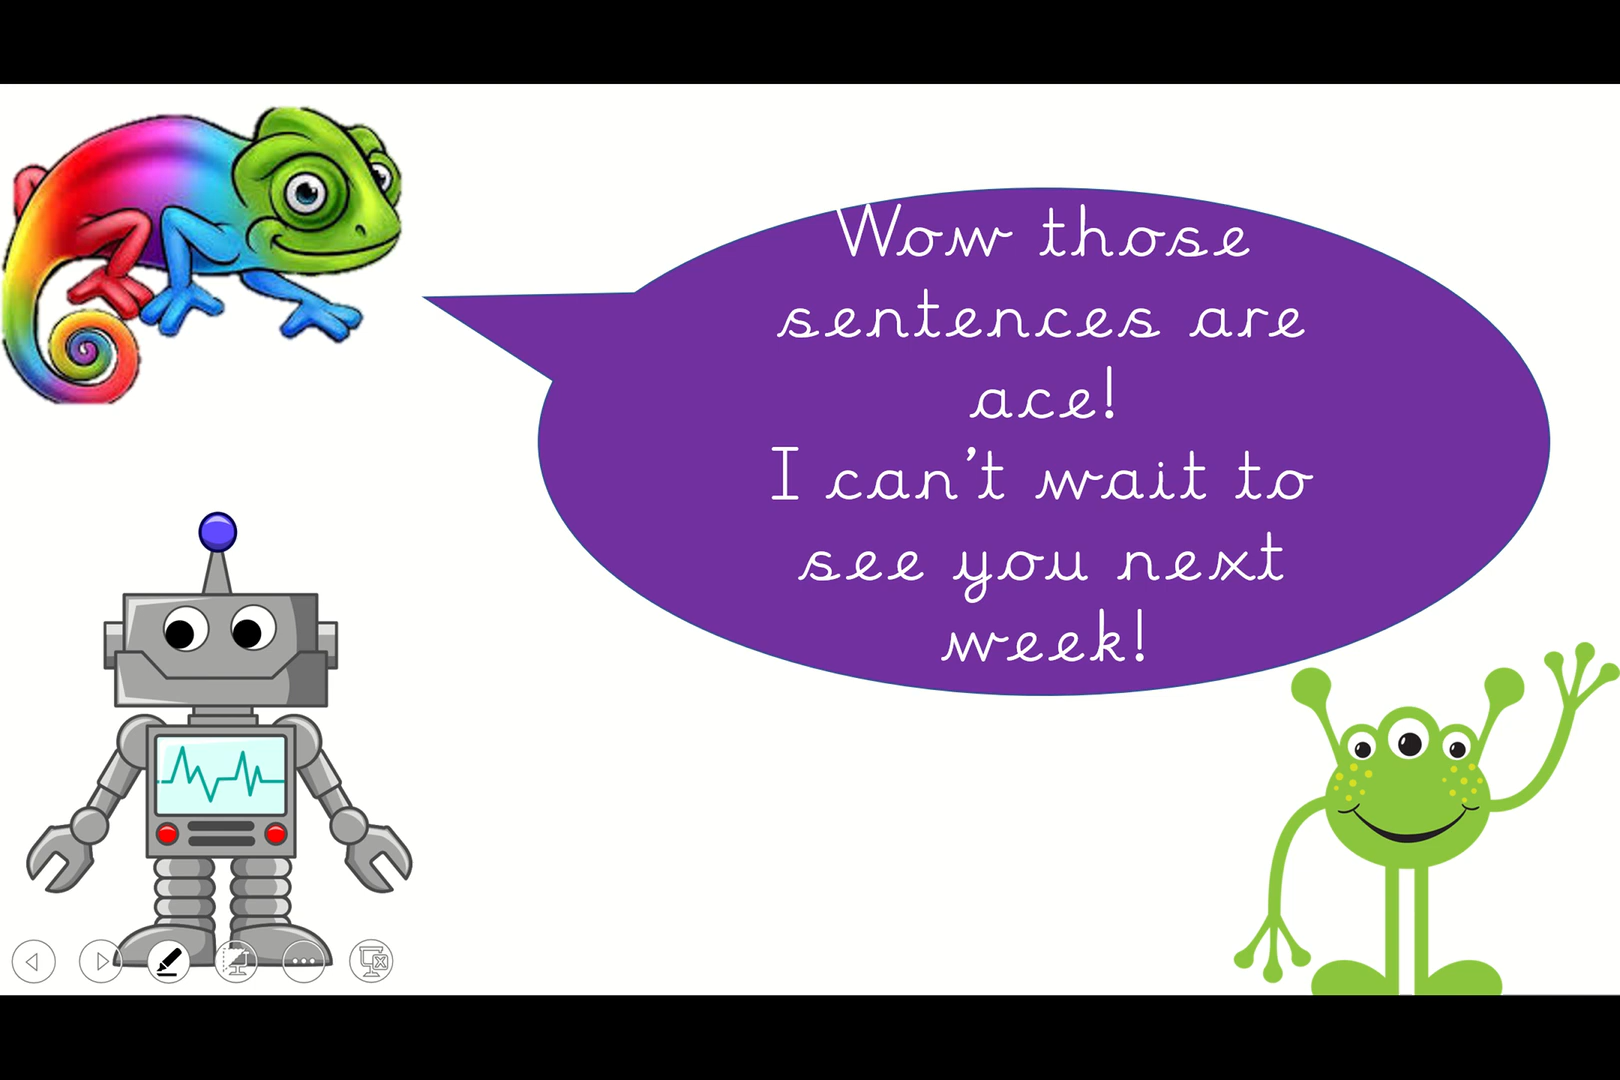 Wow those
sentences are
ace!
I can't wait to
see you next
week!